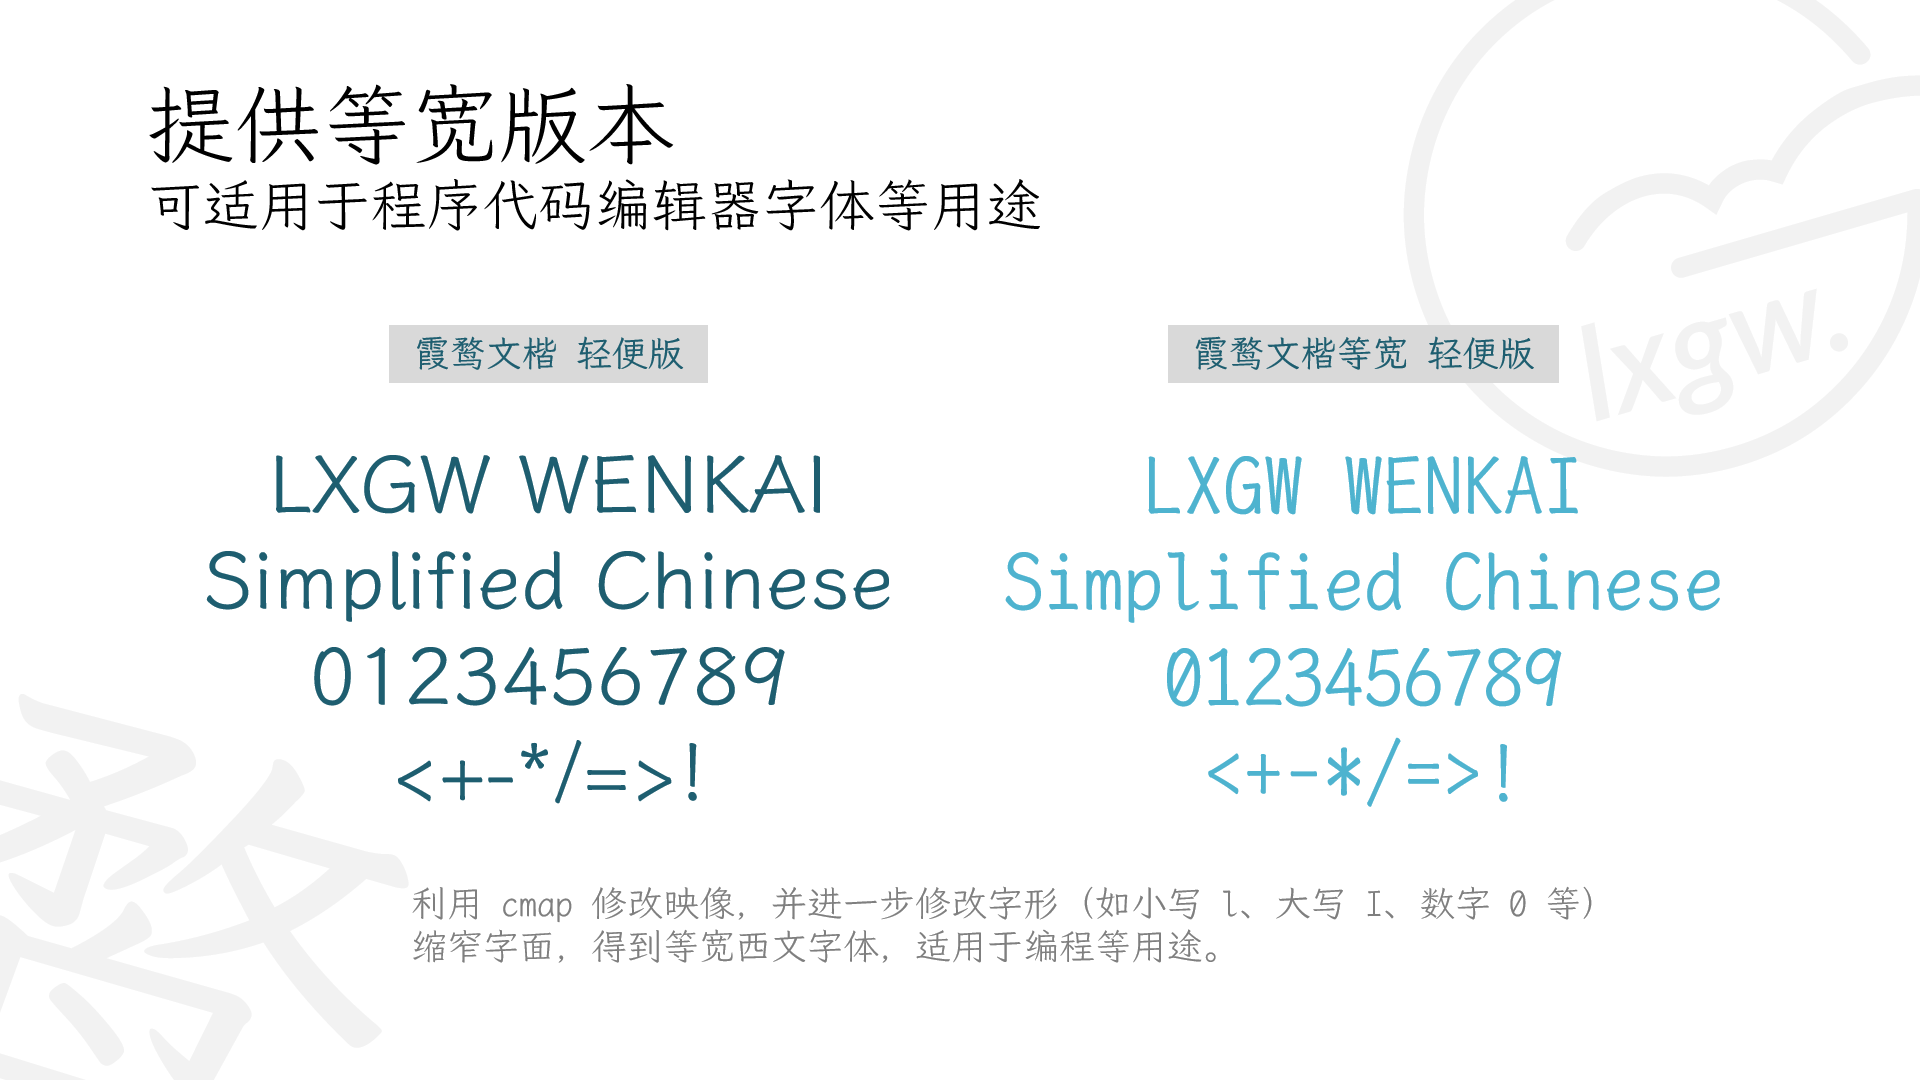 提供等宽版本
可适用于程序代码编辑器字体等用途
lxgw.
霞鹜文楷 轻便版
霞鹜文楷等宽 轻便版
LXGW WENKAI
Simplified Chinese
0123456789
<+-*/=>!
LXGW WENKAI
Simplified Chinese
0123456789
<+-*/=>!
利用 cmap 修改映像，并进一步修改字形（如小写 l、大写 I、数字 0 等）
缩窄字面，得到等宽西文字体，适用于编程等用途。
鹜